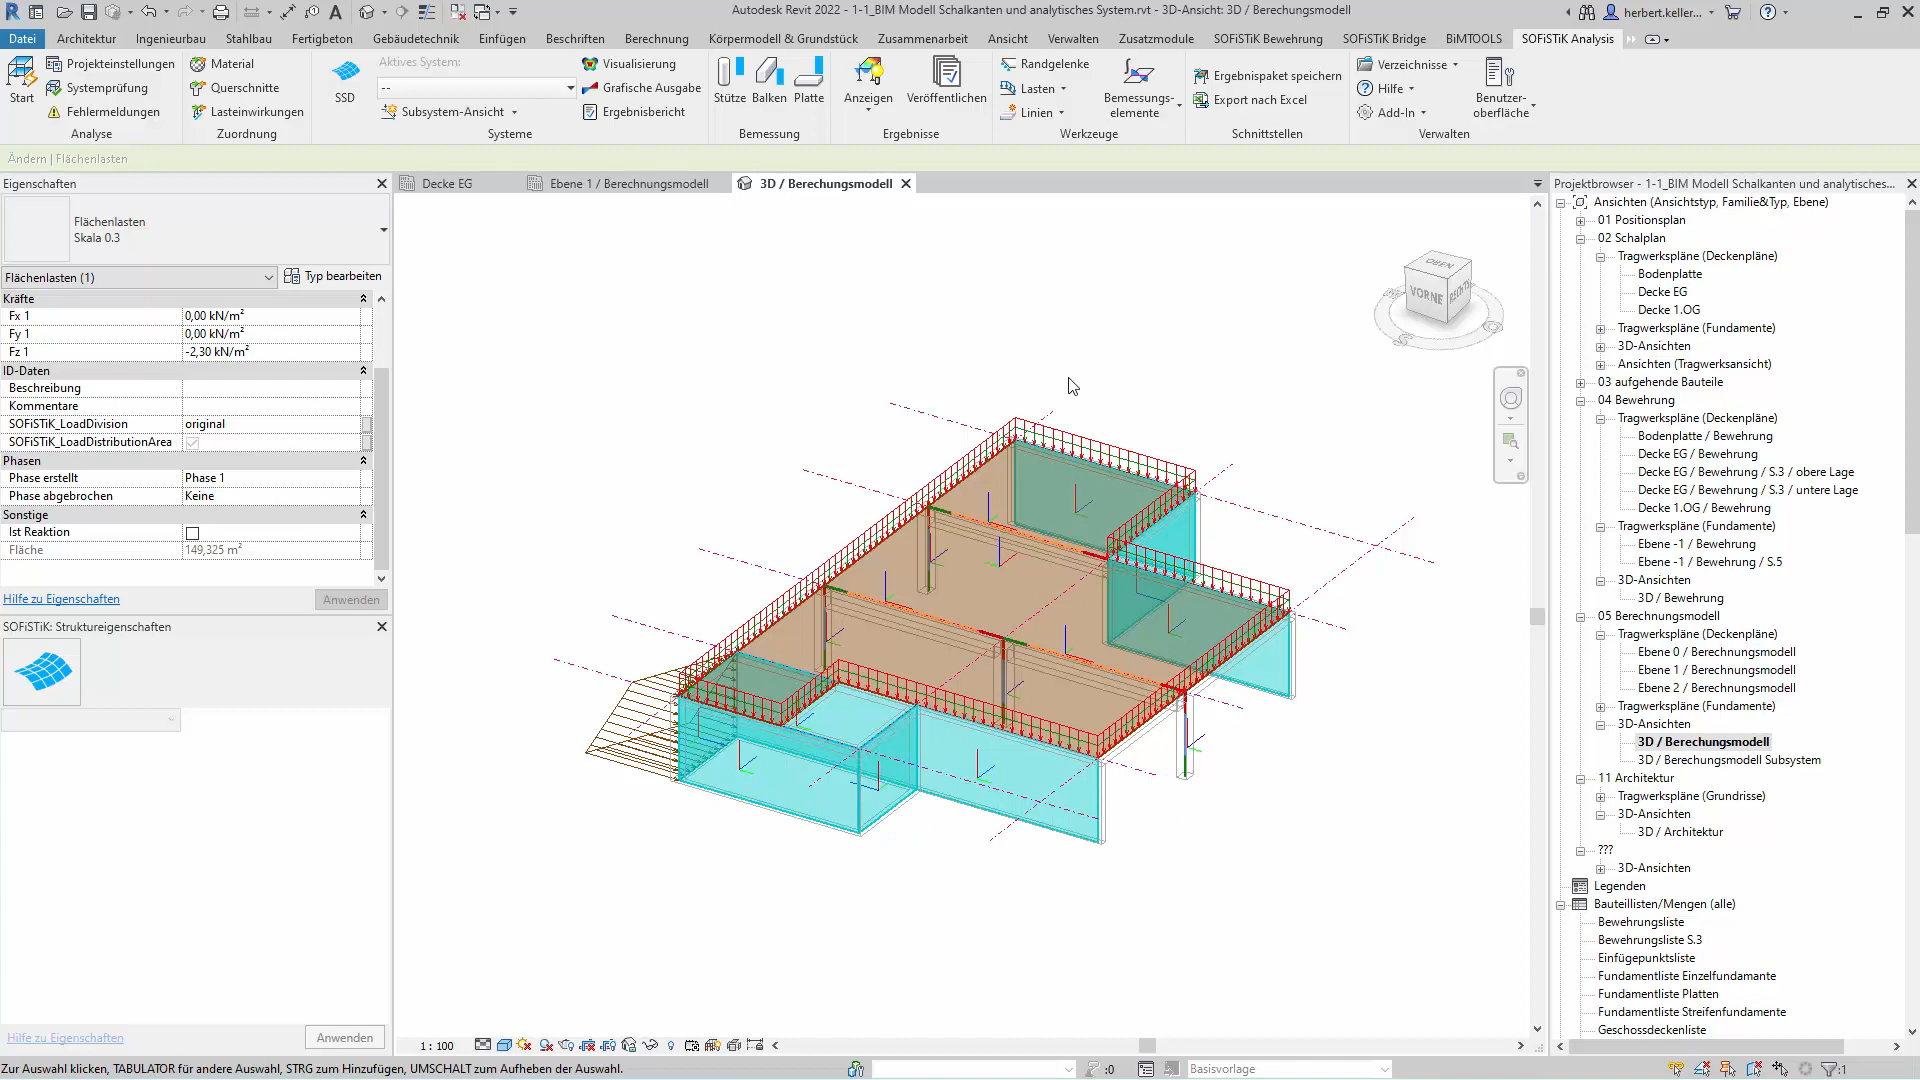 Autodesk Revit 2022 - 1-1_BIM Modell Schalkanten und analytisches System.rvt - 3D-Ansicht: 3D / Berechungsmodell
herbert.keller...
Datei Architektur Ingenieurbau Stahlbau Fertigbeton Gebäudetechnik Einfügen Beschriften Berechnung Körpermodell & Grundstück Zusammenarbeit Ansicht Verwalten Zusatzmodule SOFiSTiK Bewehrung SOFiSTiK Bridge BiMTOOLS SOFiSTiK Analysis
Start
Projekteinstellungen
Systemprüfung
Fehlermeldungen
Analyse
Material
Querschnitte
Lasteinwirkungen
Zuordnung
SSD
Aktives System:
--
Subsystem-Ansicht
Visualisierung
Grafische Ausgabe
Ergebnisbericht
Systeme
Stütze Balken Platte
Bemessung
Anzeigen Veröffentlichen
Ergebnisse
Randgelenke
Lasten
Linien
Bemessungs-
elemente
Werkzeuge
Ergebnispaket speichern
Export nach Excel
Schnittstellen
Verzeichnisse
Hilfe
Add-In
Benutzer-
oberfläche
Verwalten
Ändern | Flächenlasten
Eigenschaften
Flächenlasten
Skala 0.3
Flächenlasten (1)
Typ bearbeiten
Kräfte
Fx 1 0,00 kN/m²
Fy 1 0,00 kN/m²
Fz 1 -2,30 kN/m²
ID-Daten
Beschreibung
Kommentare
SOFiSTiK_LoadDivision original
SOFiSTiK_LoadDistributionArea
Phasen
Phase erstellt Phase 1
Phase abgebrochen Keine
Sonstige
Ist Reaktion
Fläche 149,325 m²
Hilfe zu Eigenschaften
Anwenden
SOFiSTiK: Struktureigenschaften
Hilfe zu Eigenschaften
Anwenden
Decke EG
Ebene 1 / Berechnungsmodell
3D / Berechungsmodell
OBEN
VORNE
RECHTS
1 : 100
Projektbrowser - 1-1_BIM Modell Schalkanten und analytisches...
Ansichten (Ansichtstyp, Familie&Typ, Ebene)
01 Positionsplan
02 Schalplan
Tragwerkspläne (Deckenpläne)
Bodenplatte
Decke EG
Decke 1.OG
Tragwerkspläne (Fundamente)
3D-Ansichten
Ansichten (Tragwerksansicht)
03 aufgehende Bauteile
04 Bewehrung
Tragwerkspläne (Deckenpläne)
Bodenplatte / Bewehrung
Decke EG / Bewehrung
Decke EG / Bewehrung / S.3 / obere Lage
Decke EG / Bewehrung / S.3 / untere Lage
Decke 1.OG / Bewehrung
Tragwerkspläne (Fundamente)
Ebene -1 / Bewehrung
Ebene -1 / Bewehrung / S.5
3D-Ansichten
3D / Bewehrung
05 Berechnungsmodell
Tragwerkspläne (Deckenpläne)
Ebene 0 / Berechnungsmodell
Ebene 1 / Berechnungsmodell
Ebene 2 / Berechnungsmodell
Tragwerkspläne (Fundamente)
3D-Ansichten
3D / Berechungsmodell
3D / Berechungsmodell Subsystem
11 Architektur
Tragwerkspläne (Grundrisse)
3D-Ansichten
3D / Architektur
???
3D-Ansichten
Legenden
Bauteillisten/Mengen (alle)
Bewehrungsliste
Bewehrungsliste S.3
Einfügepunktsliste
Fundamentliste Einzelfundamante
Fundamentliste Platten
Fundamentliste Streifenfundamente
Geschossdeckenliste
Zur Auswahl klicken, TABULATOR für andere Auswahl, STRG zum Hinzufügen, UMSCHALT zum Aufheben der Auswahl.
:0
Basisvorlage
:1